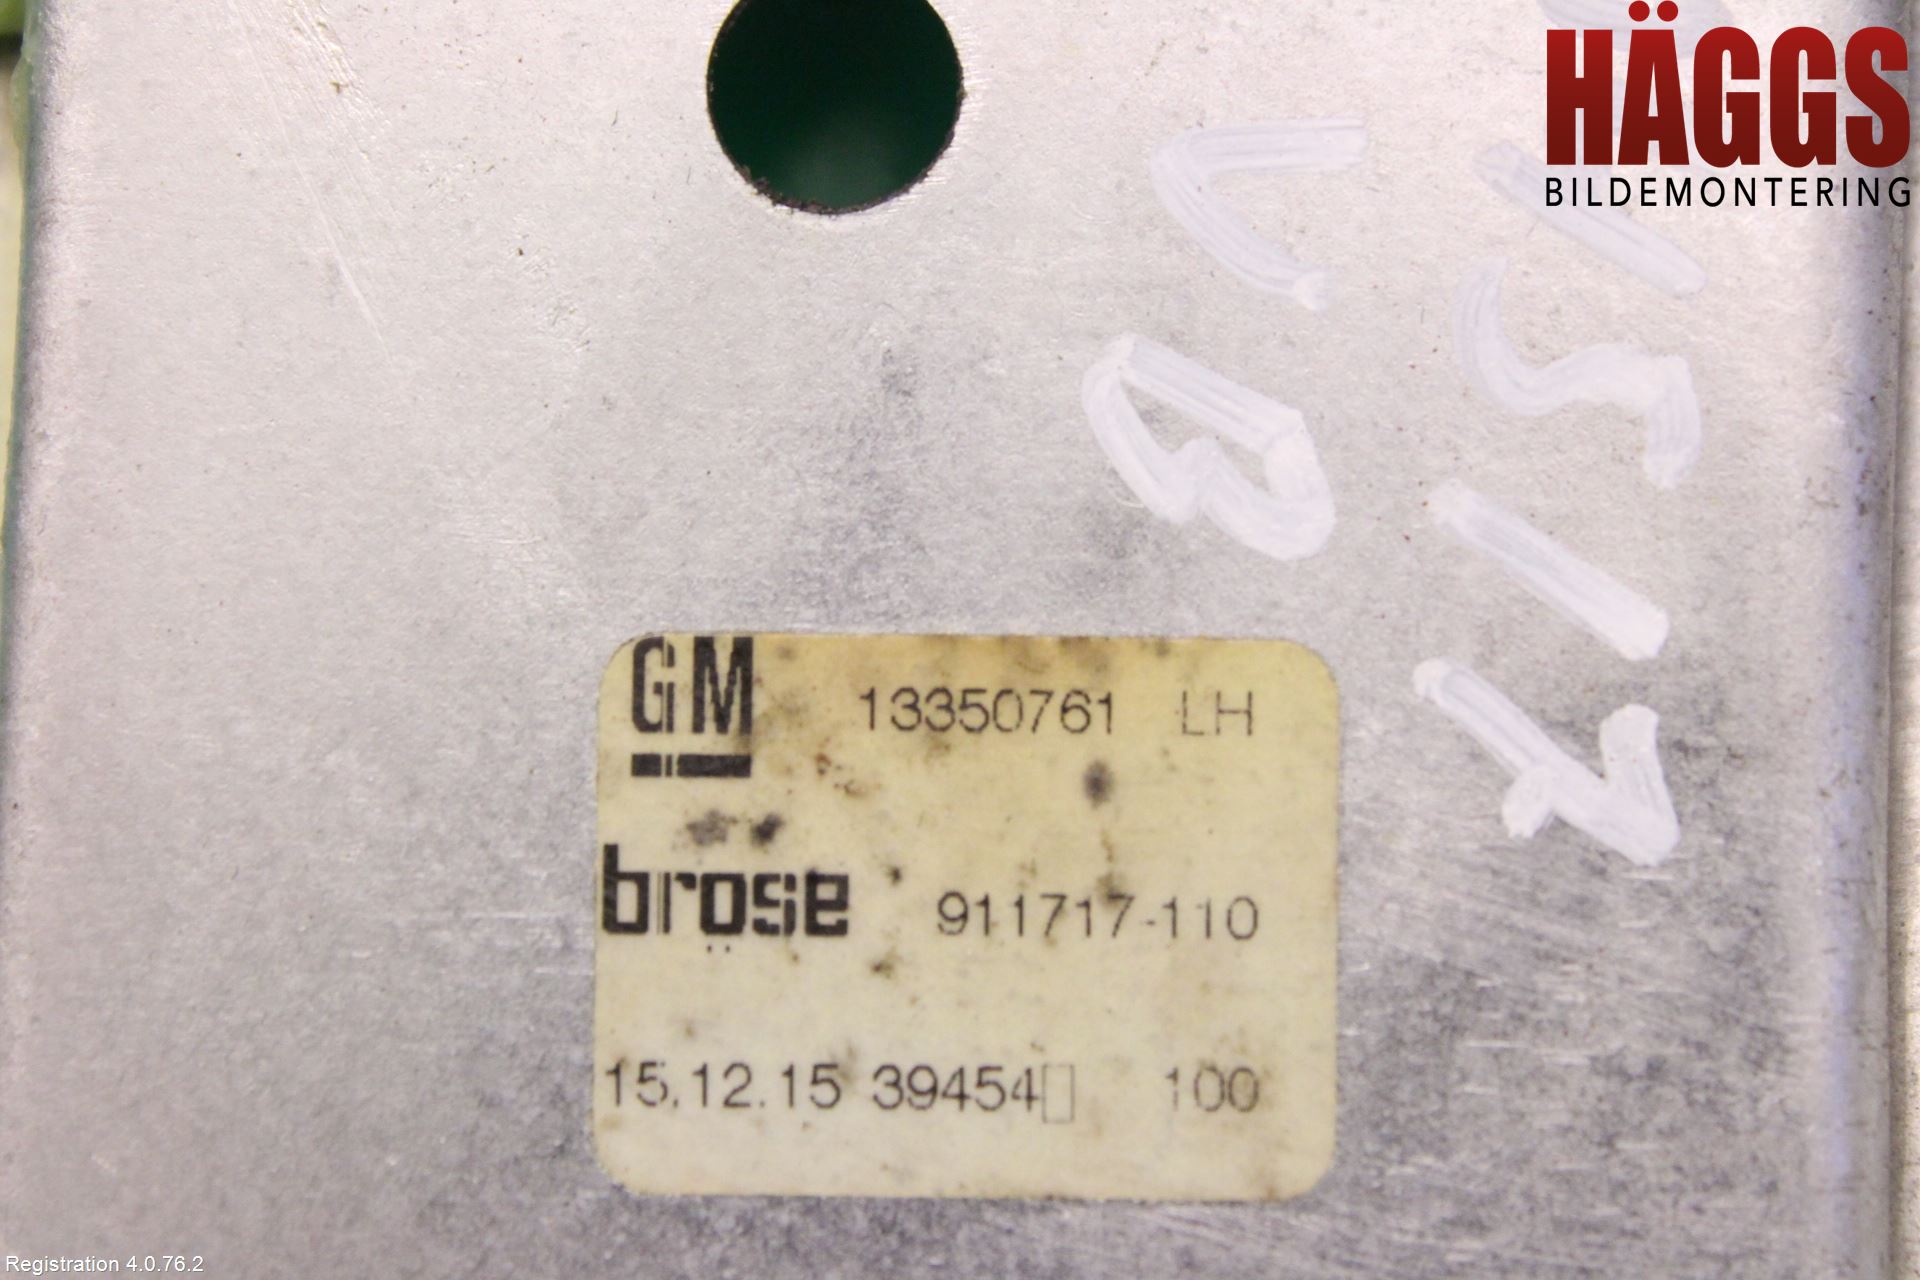 HÄGGS
BILDEMONTERING
GM 13350761 LH
brose 911717-110
15.12.15 39454▯ 100
Registration 4.0.76.2